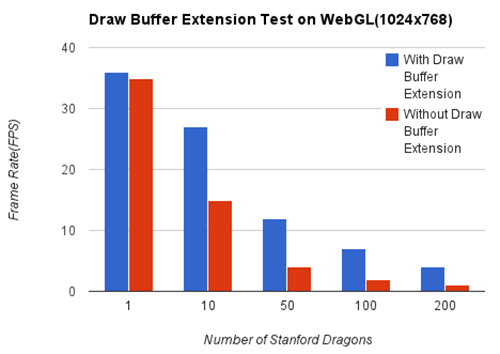 Draw Buffer Extension Test on WebGL(1024x768)
40
30
20
10
0
Frame Rate(FPS)
With Draw
Buffer
Extension
Without Draw
Buffer
Extension
1
10
50
100
200
Number of Stanford Dragons